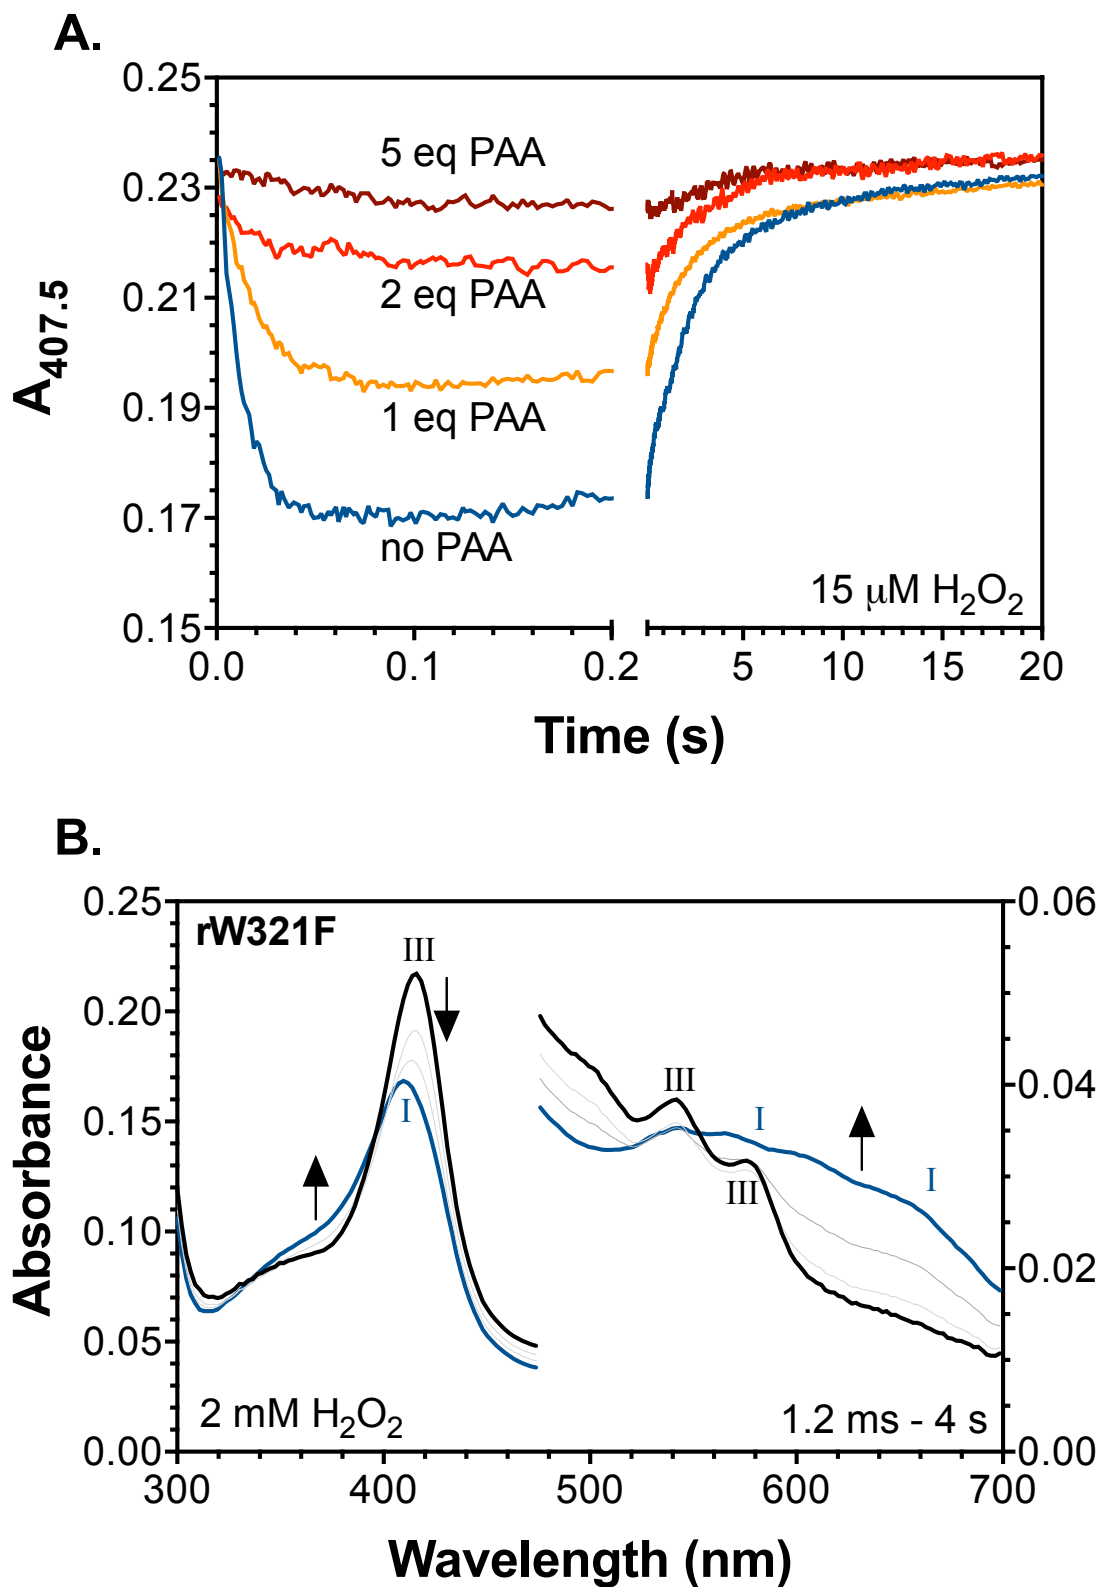 A.
0.25
0.23
0.21
0.19
0.17
0.15
A407.5
5 eq PAA
2 eq PAA
1 eq PAA
no PAA
15 μM H2O2
0.0 0.1 0.2 5 10 15 20
Time (s)
B.
0.25
0.20
0.15
0.10
0.05
0.00
Absorbance
0.06
0.04
0.02
0.00
rW321F
III
I
III
I
III
I
2 mM H2O2
1.2 ms - 4 s
300 400 500 600 700
Wavelength (nm)